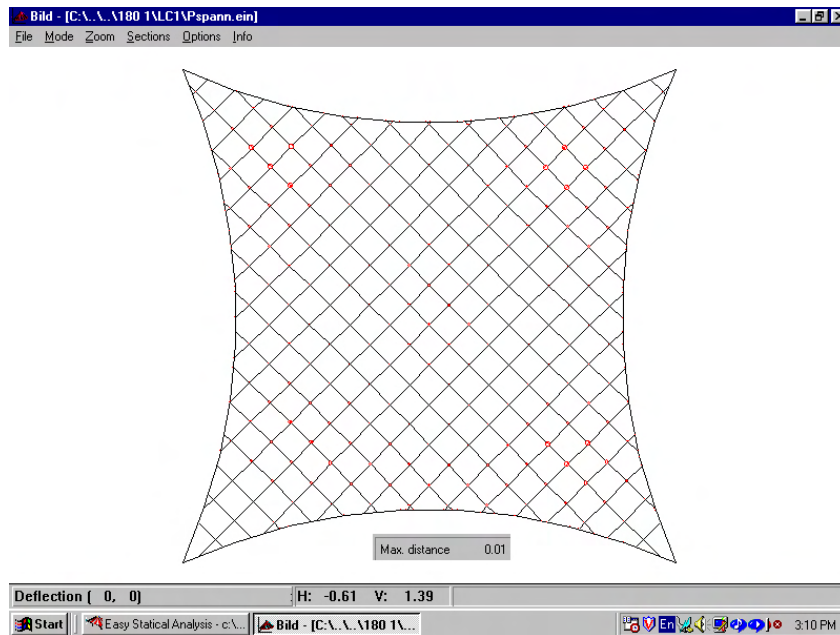 Bild - [C:\..\..\180 1\LC1\Pspann.ein]
File Mode Zoom Sections Options Info
Max. distance 0.01
Deflection ( 0, 0) H: -0.61 V: 1.39
Start Easy Statical Analysis - c:\... Bild - [C:\..\..\180 1\... En 3:10 PM